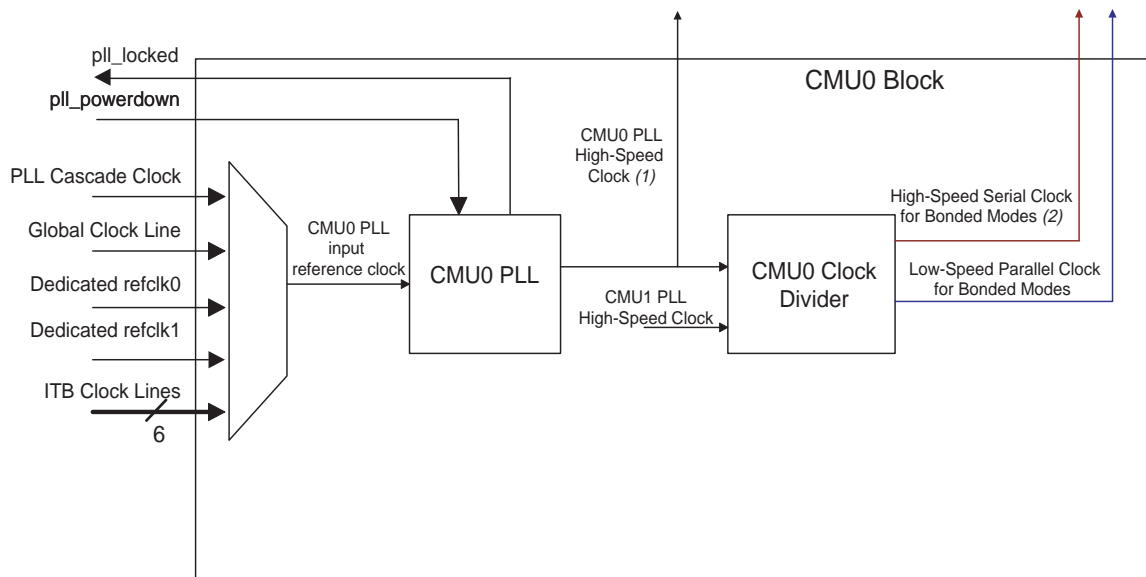 pll_locked
CMU0 Block
pll_powerdown
CMU0 PLL
High-Speed
Clock (1)
PLL Cascade Clock
High-Speed Serial Clock
for Bonded Modes (2)
Global Clock Line
CMU0 PLL
input
reference clock
CMU0 PLL
CMU0 Clock
Divider
Low-Speed Parallel Clock
for Bonded Modes
Dedicated refclk0
CMU1 PLL
High-Speed Clock
Dedicated refclk1
ITB Clock Lines
6